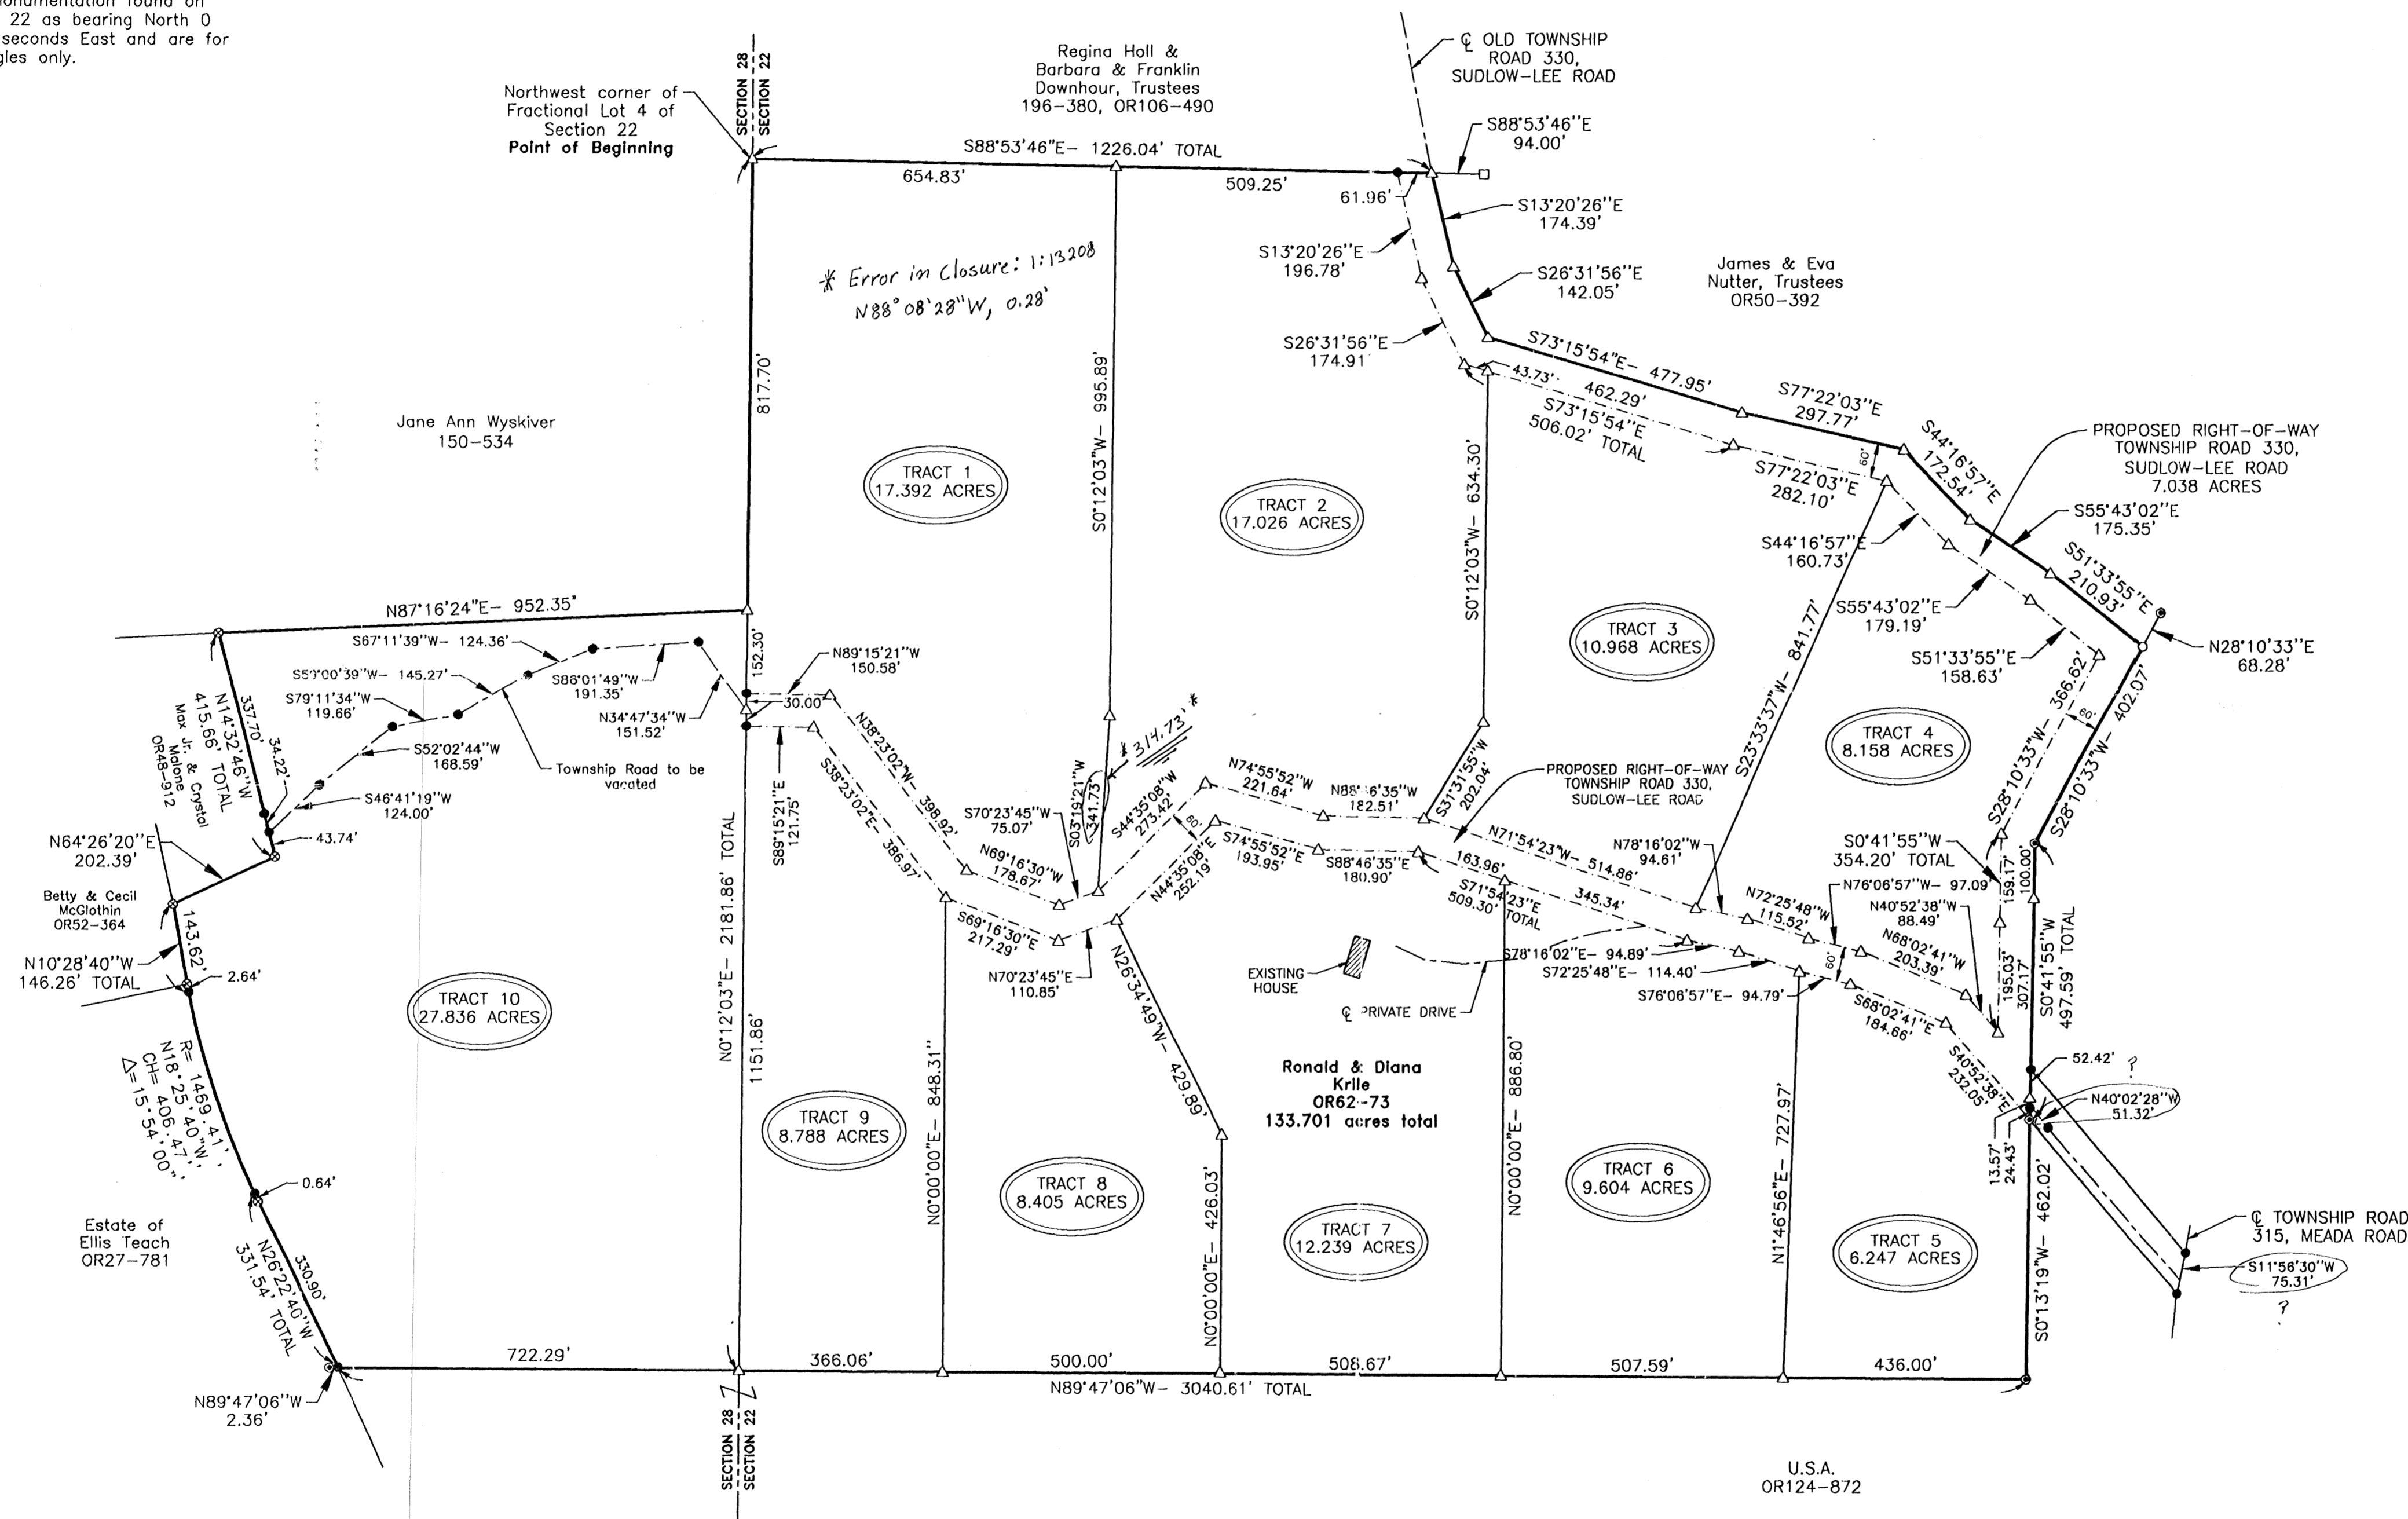 onumentation found on
22 as bearing North 0
seconds East and are for
gles only.
Northwest corner of
Fractional Lot 4 of
Section 22
Point of Beginning
SECTION 28
SECTION 22
Regina Holl &
Barbara & Franklin
Downhour, Trustees
196-380, OR106-490
℄ OLD TOWNSHIP
ROAD 330,
SUDLOW-LEE ROAD
S88°53'46"E
94.00'
S88°53'46"E- 1226.04' TOTAL
654.83'
509.25'
61.96'
S13°20'26"E
174.39'
S13°20'26"E
196.78'
S26°31'56"E
142.05'
S26°31'56"E
174.91'
James & Eva
Nutter, Trustees
OR50-392
* Error in Closure: 1:13208
N88°08'28"W, 0.28'
817.70'
S0°12'03"W- 995.89'
S73°15'54"E- 477.95'
43.73'
462.29'
S73°15'54"E
506.02' TOTAL
S77°22'03"E
297.77'
S77°22'03"E
282.10'
60'
S44°16'57"E
172.54'
S44°16'57"E
160.73'
PROPOSED RIGHT-OF-WAY
TOWNSHIP ROAD 330,
SUDLOW-LEE ROAD
7.038 ACRES
S55°43'02"E
175.35'
S55°43'02"E
179.19'
S51°33'55"E
210.93'
S51°33'55"E
158.63'
N28°10'33"E
68.28'
Jane Ann Wyskiver
150-534
TRACT 1
17.392 ACRES
TRACT 2
17.026 ACRES
S0°12'03"W- 634.30'
TRACT 3
10.968 ACRES
S23°33'37"W- 841.77'
TRACT 4
8.158 ACRES
S28°10'33"W- 366.62'
60'
S28°10'33"W- 402.07'
N87°16'24"E- 952.35"
S67°11'39"W- 124.36'
S86°01'49"W
191.35'
145.27'
S79°11'34"W
119.66'
S52°02'44"W
168.59'
S46°41'19"W
124.00'
N34°47'34"W
151.52'
Township Road to be
vacated
337.70'
N14°32'46"W
415.66' TOTAL
34.22'
43.74'
Max Jr. & Crystal
Malone
OR48-912
N64°26'20"E
202.39'
Betty & Cecil
McGlothin
OR52-364
N10°28'40"W
146.26' TOTAL
143.62'
2.64'
TRACT 10
27.836 ACRES
R= 1469.41',
N18°25'40"W,
CH= 406.47',
△=15°54'00"
0.64'
330.90'
N26°22'40"W
331.54' TOTAL
Estate of
Ellis Teach
OR27-781
N89°47'06"W
2.36'
722.29'
152.30'
N89°15'21"W
150.58'
30.00'
S89°15'21"E
121.75'
N0°12'03"E- 2181.86' TOTAL
1151.86'
N38°23'02"W- 398.92'
S38°23'02"E- 386.97'
N69°16'30"W
178.67'
S69°16'30"E
217.29'
S70°23'45"W
75.07'
N70°23'45"E
110.85'
S03°19'21"W
341.73'
* 314.73' *
S44°35'08"W
273.42'
60'
N44°35'08"E
252.19'
N74°55'52"W
221.64'
S74°55'52"E
193.95'
182.51'
S88°46'35"E
180.90'
S31°31'55"W
202.04'
PROPOSED RIGHT-OF-WAY
TOWNSHIP ROAD 330,
SUDLOW-LEE ROAD
N71°54'23"W- 514.86'
163.96'
345.34'
S71°54'23"E
509.30' TOTAL
N78°16'02"W
94.61'
S78°16'02"E- 94.89'
N72°25'48"W
115.52'
S72°25'48"E- 114.40'
N76°06'57"W- 97.09'
S76°06'57"E- 94.79'
60'
N68°02'41"W
203.39'
S68°02'41"E
184.66'
N40°52'38"W
88.49'
S40°52'38"E
232.05'
S0°41'55"W
354.20' TOTAL
159.17'
195.03'
100.00'
307.17'
S0°41'55"W
497.59' TOTAL
52.42'
?
N40°02'28"W
51.32'
13.57'
24.43'
S0°13'19"W- 462.02'
℄ TOWNSHIP ROAD
315, MEADA ROAD
S11°56'30"W
75.31'
?
EXISTING
HOUSE
℄ PRIVATE DRIVE
Ronald & Diana
Krile
OR62-73
133.701 acres total
TRACT 9
8.788 ACRES
N0°00'00"E- 848.31"
TRACT 8
8.405 ACRES
N26°34'49"W- 429.89'
N0°00'00"E- 426.03'
TRACT 7
12.239 ACRES
N0°00'00"E- 886.80'
TRACT 6
9.604 ACRES
N1°46'56"E- 727.97'
TRACT 5
6.247 ACRES
366.06'
500.00'
508.67'
507.59'
436.00'
N89°47'06"W- 3040.61' TOTAL
SECTION 28
SECTION 22
U.S.A.
OR124-872